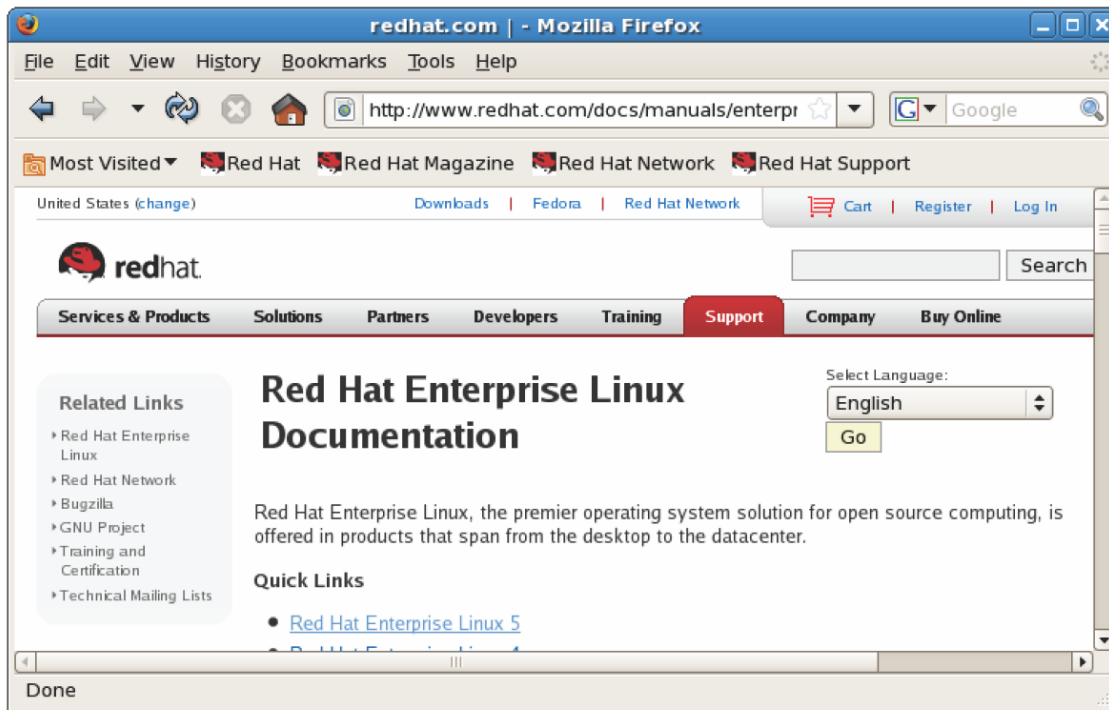 redhat.com | - Mozilla Firefox
File Edit View History Bookmarks Tools Help
http://www.redhat.com/docs/manuals/enterpr
G Google
Most Visited Red Hat Red Hat Magazine Red Hat Network Red Hat Support
United States (change) Downloads | Fedora | Red Hat Network Cart | Register | Log In
redhat.
Search
Services & Products Solutions Partners Developers Training Support Company Buy Online
Select Language:
English
Go
Red Hat Enterprise Linux
Documentation
Related Links
Red Hat Enterprise
Linux
Red Hat Network
Bugzilla
GNU Project
Training and
Certification
Technical Mailing Lists
Red Hat Enterprise Linux, the premier operating system solution for open source computing, is
offered in products that span from the desktop to the datacenter.
Quick Links
Red Hat Enterprise Linux 5
Done